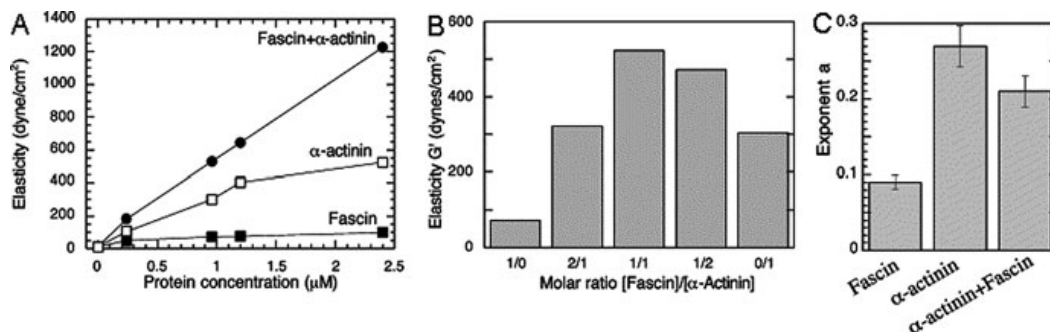 A
Elasticity (dyne/cm²)
1400
1200
1000
800
600
400
200
0
Fascin+α-actinin
α-actinin
Fascin
0
0.5
1
1.5
2
2.5
Protein concentration (μM)
B
Elasticity G' (dynes/cm²)
600
400
200
0
1/0
2/1
1/1
1/2
0/1
Molar ratio [Fascin]/[α-Actinin]
C
Exponent a
0.3
0.2
0.1
0
Fascin
α-actinin
α-actinin+Fascin